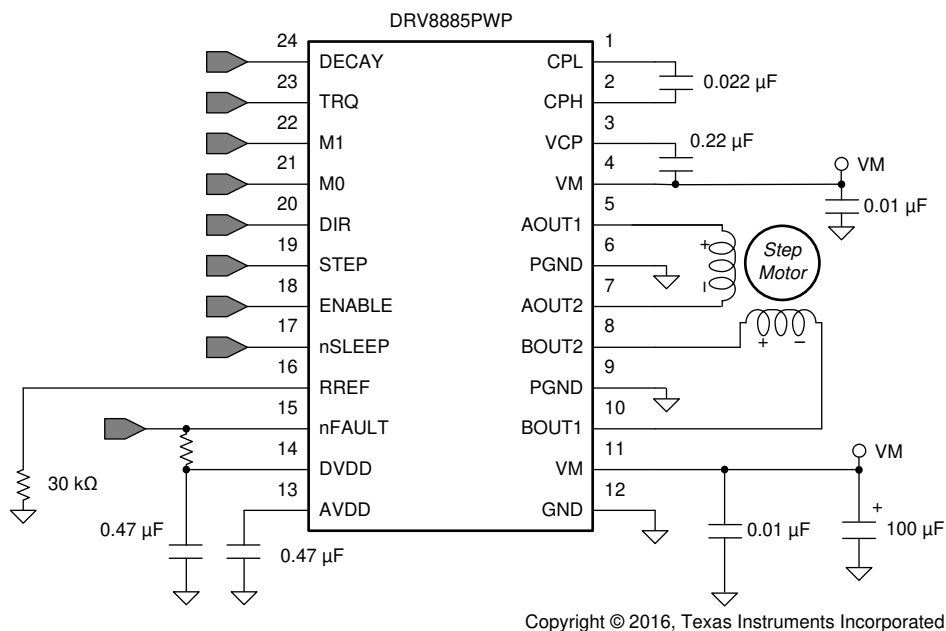 DRV8885PWP
24
DECAY
CPL
1
0.022 µF
23
TRQ
CPH
2
22
M1
VCP
3
0.22 µF
21
M0
VM
4
VM
0.01 µF
20
DIR
AOUT1
5
+
–
Step
Motor
19
STEP
PGND
6
18
ENABLE
AOUT2
7
17
nSLEEP
BOUT2
8
+ –
16
RREF
PGND
9
15
nFAULT
BOUT1
10
14
DVDD
VM
11
VM
30 kΩ
13
AVDD
GND
12
0.47 µF
0.47 µF
0.01 µF
+
100 µF
Copyright © 2016, Texas Instruments Incorporated